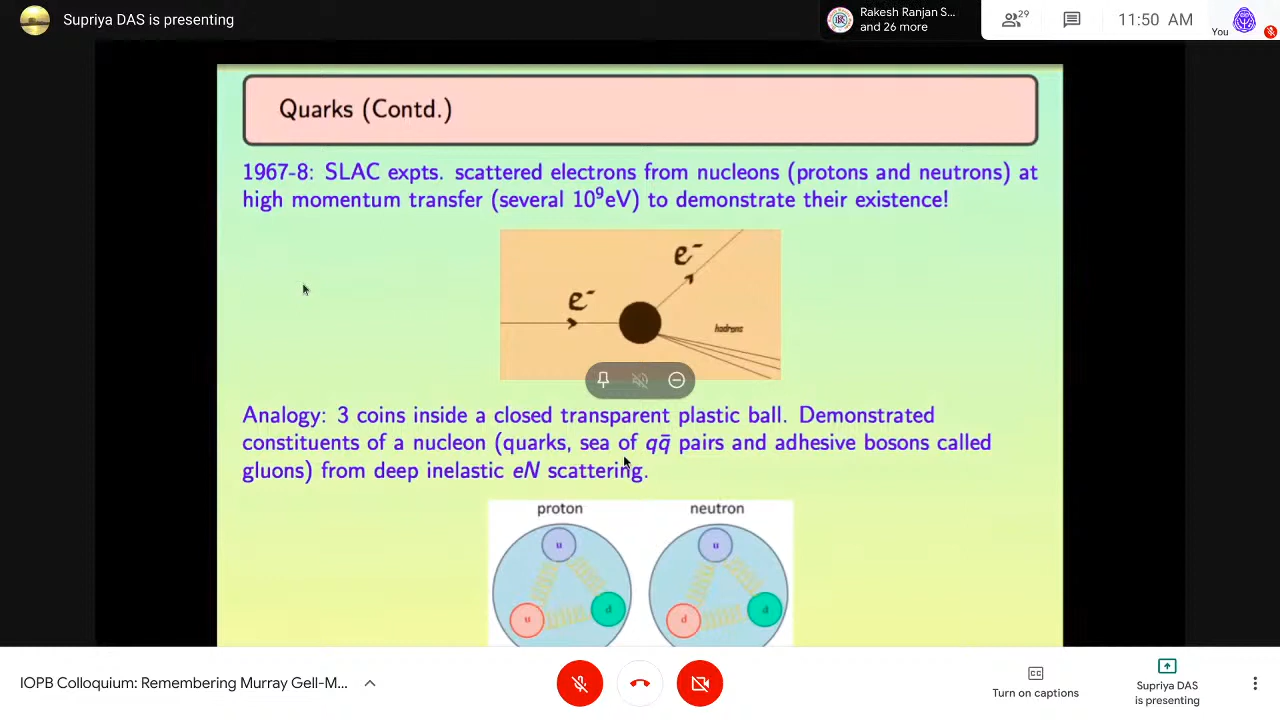 Supriya DAS is presenting
Rakesh Ranjan S...
and 26 more
29
11:50 AM
You
Quarks (Contd.)
1967-8: SLAC expts. scattered electrons from nucleons (protons and neutrons) at
high momentum transfer (several 10⁹eV) to demonstrate their existence!
e⁻
e⁻
hadrons
Analogy: 3 coins inside a closed transparent plastic ball. Demonstrated
constituents of a nucleon (quarks, sea of qq̄ pairs and adhesive bosons called
gluons) from deep inelastic eN scattering.
proton neutron
u u
u d d d
IOPB Colloquium: Remembering Murray Gell-M...
CC
Turn on captions
Supriya DAS
is presenting